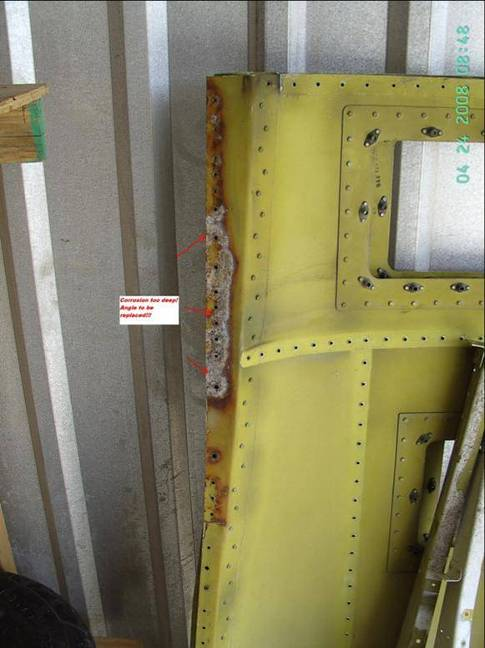 04 24 2008 08:48
Corrosion too deep!
Angle to be
replaced!!!